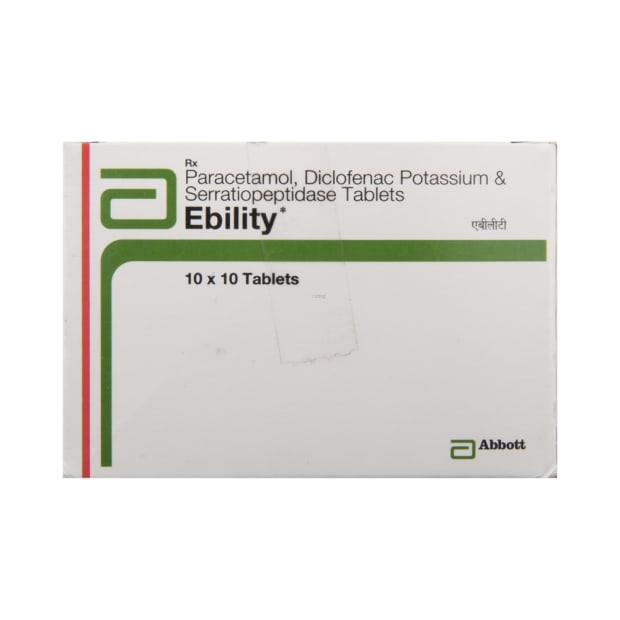 Rx
Paracetamol, Diclofenac Potassium &
Serratiopeptidase Tablets
Ebility*
एबीलीटी
10 x 10 Tablets
Abbott